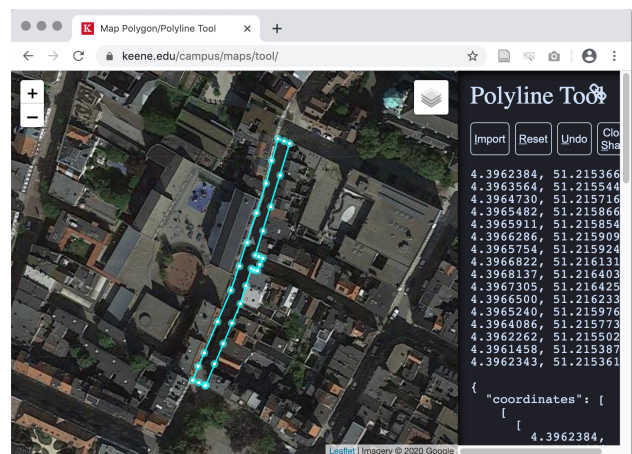 Map Polygon/Polyline Tool
keene.edu/campus/maps/tool/
+
−
Polyline Tool
Import
Reset
Undo
Clo
Sha
4.3962384, 51.215366
4.3963564, 51.215544
4.3964730, 51.215716
4.3965482, 51.215866
4.3965911, 51.215854
4.3966286, 51.215909
4.3965754, 51.215924
4.3966822, 51.216131
4.3968137, 51.216403
4.3967305, 51.216425
4.3966500, 51.216233
4.3965240, 51.215976
4.3964086, 51.215773
4.3962262, 51.215502
4.3961458, 51.215387
4.3962343, 51.215361
{
"coordinates": [
[
[
4.3962384,
Leaflet | Imagery © 2020 Google